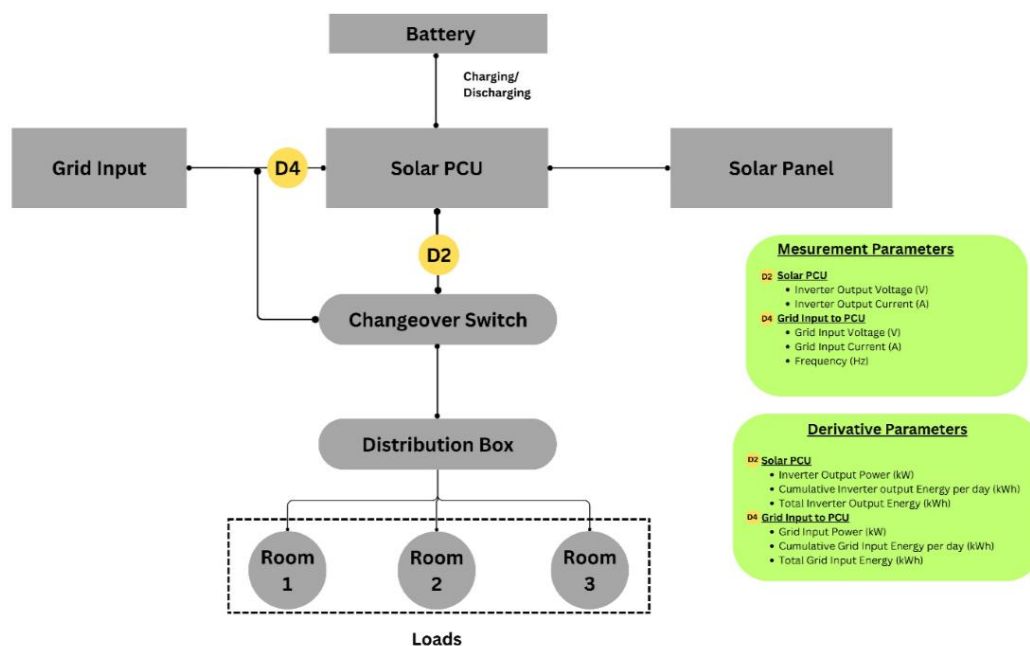 Battery
Charging/
Discharging
Grid Input
D4
Solar PCU
Solar Panel
D2
Changeover Switch
Distribution Box
Room
1
Room
2
Room
3
Loads
Mesurement Parameters
D2 Solar PCU
• Inverter Output Voltage (V)
• Inverter Output Current (A)
D4 Grid Input to PCU
• Grid Input Voltage (V)
• Grid Input Current (A)
• Frequency (Hz)
Derivative Parameters
D2 Solar PCU
• Inverter Output Power (kW)
• Cumulative Inverter output Energy per day (kWh)
• Total Inverter Output Energy (kWh)
D4 Grid Input to PCU
• Grid Input Power (kW)
• Cumulative Grid Input Energy per day (kWh)
• Total Grid Input Energy (kWh)